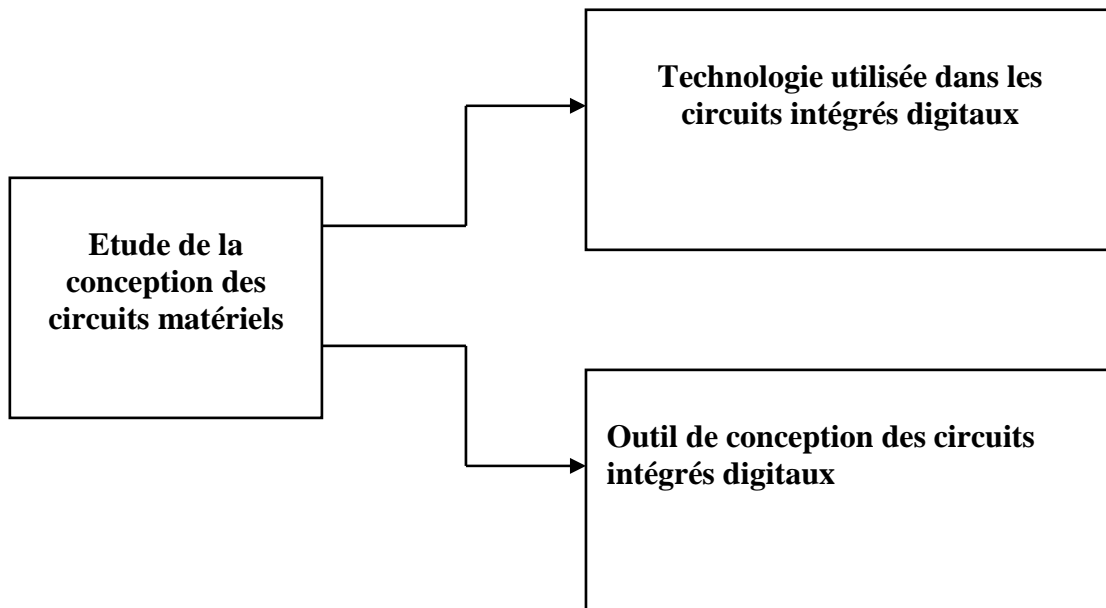 Technologie utilisée dans les
circuits intégrés digitaux
Etude de la
conception des
circuits matériels
Outil de conception des circuits
intégrés digitaux